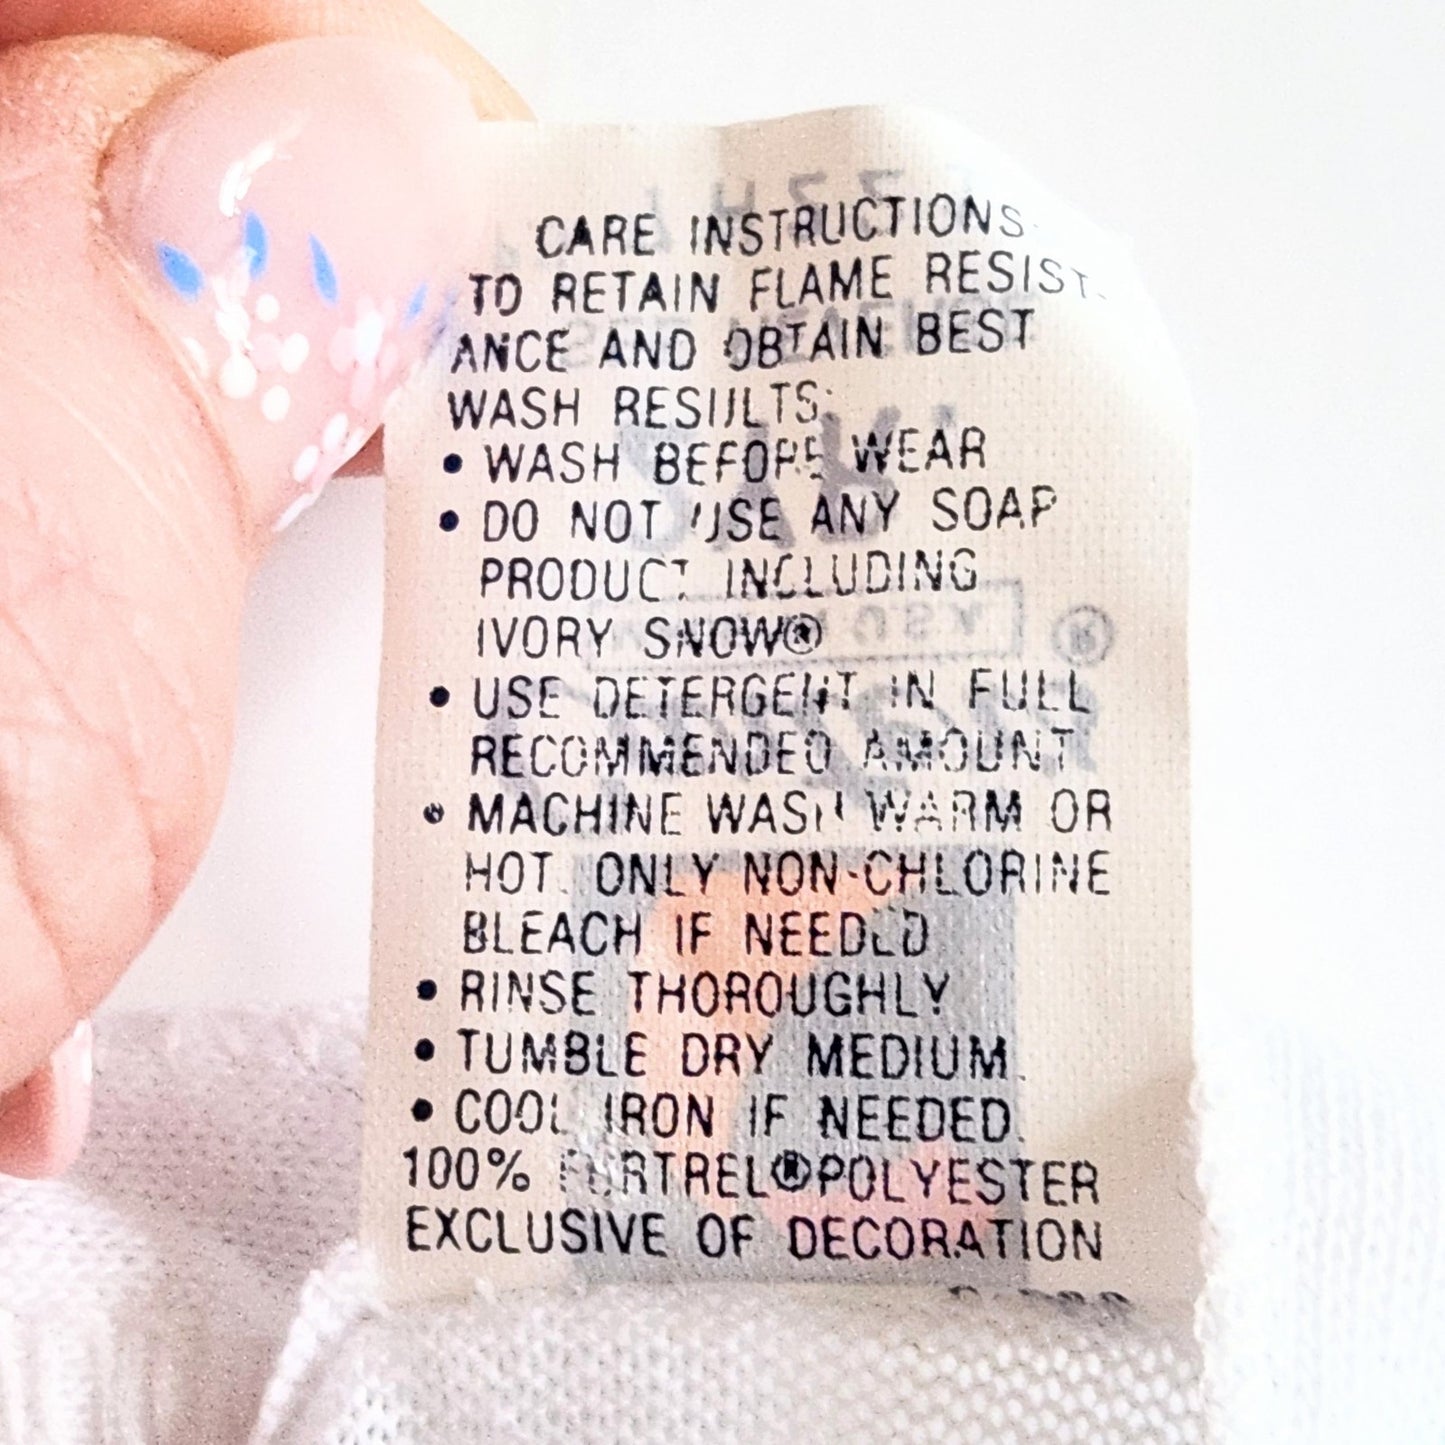 CARE INSTRUCTIONS
TO RETAIN FLAME RESIST-
ANCE AND OBTAIN BEST
WASH RESULTS:
• WASH BEFORE WEAR
• DO NOT USE ANY SOAP
PRODUCT INCLUDING
IVORY SNOW®
• USE DETERGENT IN FULL
RECOMMENDED AMOUNT
• MACHINE WASH WARM OR
HOT. ONLY NON-CHLORINE
BLEACH IF NEEDED
• RINSE THOROUGHLY
• TUMBLE DRY MEDIUM.
• COOL IRON IF NEEDED.
100% FORTREL® POLYESTER
EXCLUSIVE OF DECORATION